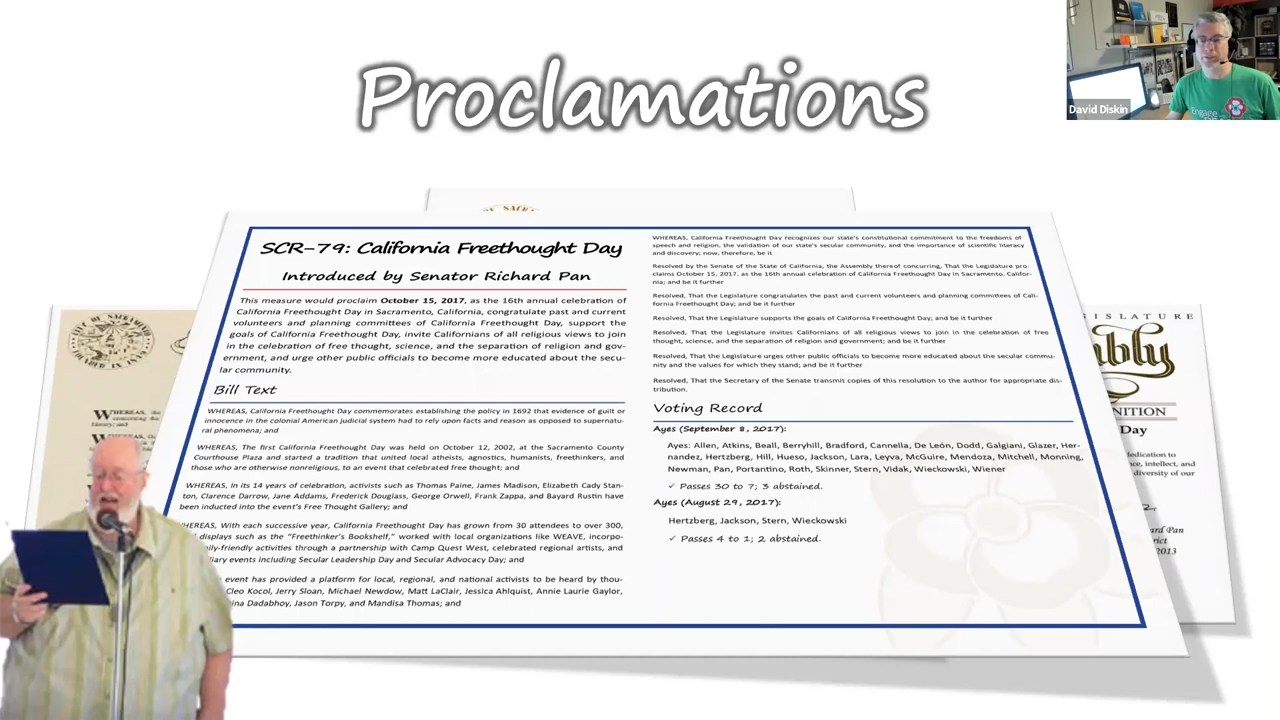 Proclamations
David Diskin
Engage
SCR-79: California Freethought Day
Introduced by Senator Richard Pan
This measure would proclaim October 15, 2017, as the 16th annual celebration of
California Freethought Day in Sacramento, California, congratulate past and current
volunteers and planning committees of California Freethought Day, support the
goals of California Freethought Day, invite Californians of all religious views to join
in the celebration of free thought, science, and the separation of religion and gov-
ernment, and urge other public officials to become more educated about the secu-
lar community.
Bill Text
WHEREAS, California Freethought Day commemorates establishing the policy in 1692 that evidence of guilt or
innocence in the colonial American judicial system had to rely upon facts and reason as opposed to supernatu-
ral phenomena; and
WHEREAS, The first California Freethought Day was held on October 12, 2002, at the Sacramento County
Courthouse Plaza and started a tradition that united local atheists, agnostics, humanists, freethinkers, and
those who are otherwise nonreligious, to an event that celebrated free thought; and
WHEREAS, In its 14 years of celebration, activists such as Thomas Paine, James Madison, Elizabeth Cady Stan-
ton, Clarence Darrow, Jane Addams, Frederick Douglass, George Orwell, Frank Zappa, and Bayard Rustin have
been inducted into the event's Free Thought Gallery; and
HEREAS, With each successive year, California Freethought Day has grown from 30 attendees to over 300,
displays such as the "Freethinker's Bookshelf," worked with local organizations like WEAVE, incorpo-
ily-friendly activities through a partnership with Camp Quest West, celebrated regional artists, and
liary events including Secular Leadership Day and Secular Advocacy Day; and
event has provided a platform for local, regional, and national activists to be heard by thou-
Cleo Kocol, Jerry Sloan, Michael Newdow, Matt LaClair, Jessica Ahlquist, Annie Laurie Gaylor,
ina Dadabhoy, Jason Torpy, and Mandisa Thomas; and
WHEREAS, California Freethought Day recognizes our state's constitutional commitment to the freedoms of
speech and religion, the validation of our state's secular community, and the importance of scientific literacy
and discovery; now, therefore, be it
Resolved by the Senate of the State of California, the Assembly thereof concurring, That the Legislature pro-
claims October 15, 2017, as the 16th annual celebration of California Freethought Day in Sacramento, Califor-
nia; and be it further
Resolved, That the Legislature congratulates the past and current volunteers and planning committees of Cali-
fornia Freethought Day; and be it further
Resolved, That the Legislature supports the goals of California Freethought Day; and be it further
Resolved, That the Legislature invites Californians of all religious views to join in the celebration of free
thought, science, and the separation of religion and government; and be it further
Resolved, That the Legislature urges other public officials to become more educated about the secular commu-
nity and the values for which they stand; and be it further
Resolved, That the Secretary of the Senate transmit copies of this resolution to the author for appropriate dis-
tribution.
Voting Record
Ayes (September 8, 2017):
Ayes: Allen, Atkins, Beall, Berryhill, Bradford, Cannella, De León, Dodd, Galgiani, Glazer, Her-
nandez, Hertzberg, Hill, Hueso, Jackson, Lara, Leyva, McGuire, Mendoza, Mitchell, Monning,
Newman, Pan, Portantino, Roth, Skinner, Stern, Vidak, Wieckowski, Wiener
✓ Passes 30 to 7; 3 abstained.
Ayes (August 29, 2017):
Hertzberg, Jackson, Stern, Wieckowski
✓ Passes 4 to 1; 2 abstained.
WHEREAS, the
GISLATURE
mbly
NITION
Day
edication to
ce, intellect, and
diversity of our
ard Pan
trict
2013